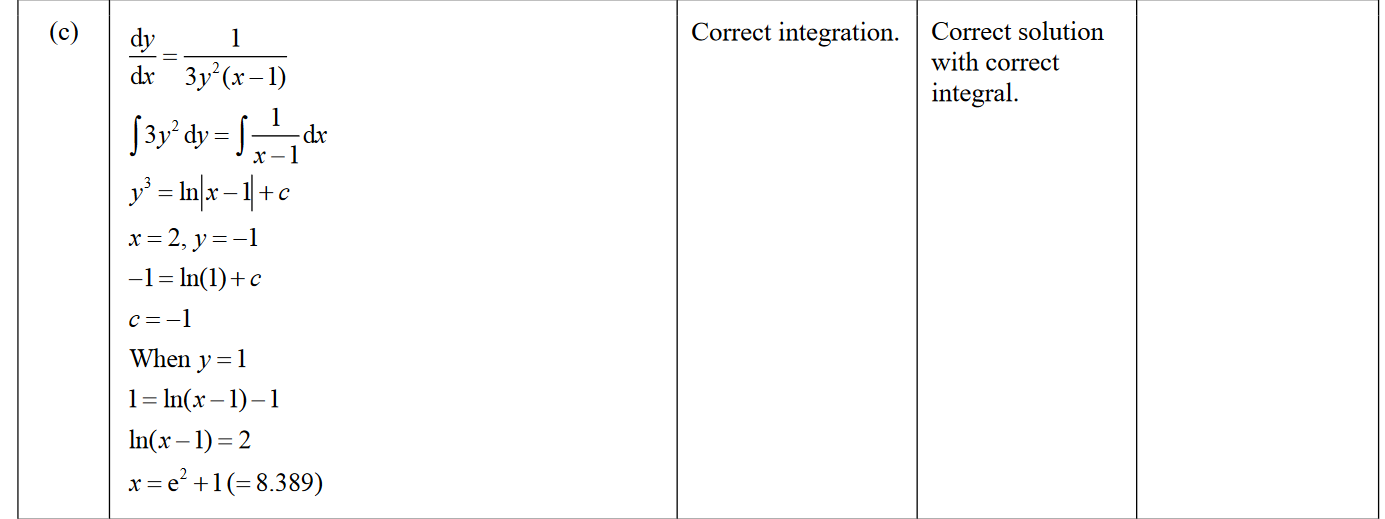 (c)
dy/dx = 1/(3y²(x – 1))
∫3y² dy = ∫ 1/(x – 1) dx
y³ = ln|x – 1| + c
x = 2, y = –1
–1 = ln(1) + c
c = –1
When y = 1
1 = ln(x – 1) – 1
ln(x – 1) = 2
x = e² + 1 (= 8.389)
Correct integration.
Correct solution
with correct
integral.